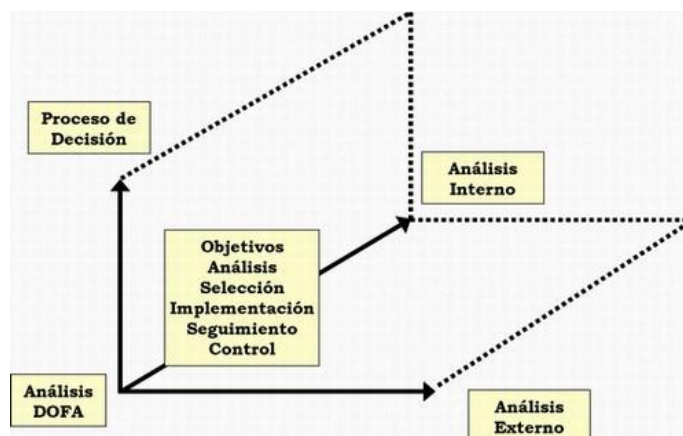 Proceso de
Decisión
Análisis
Interno
Objetivos
Análisis
Selección
Implementación
Seguimiento
Control
Análisis
DOFA
Análisis
Externo